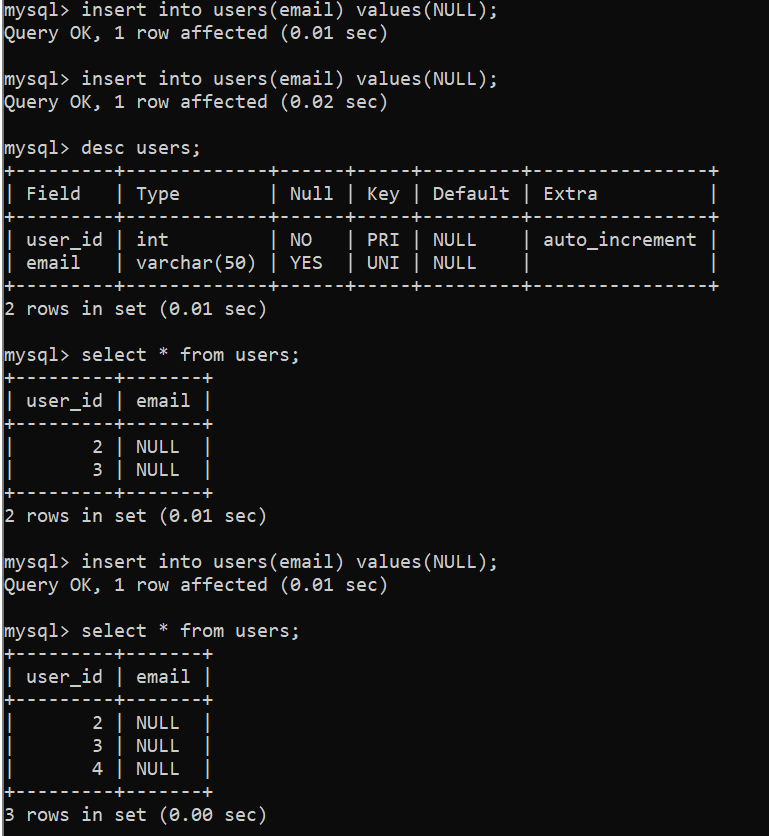 mysql> insert into users(email) values(NULL);
Query OK, 1 row affected (0.01 sec)

mysql> insert into users(email) values(NULL);
Query OK, 1 row affected (0.02 sec)

mysql> desc users;
+---------+-------------+------+-----+---------+----------------+
| Field   | Type        | Null | Key | Default | Extra          |
+---------+-------------+------+-----+---------+----------------+
| user_id | int         | NO   | PRI | NULL    | auto_increment |
| email   | varchar(50) | YES  | UNI | NULL    |                |
+---------+-------------+------+-----+---------+----------------+
2 rows in set (0.01 sec)

mysql> select * from users;
+---------+-------+
| user_id | email |
+---------+-------+
|       2 | NULL  |
|       3 | NULL  |
+---------+-------+
2 rows in set (0.01 sec)

mysql> insert into users(email) values(NULL);
Query OK, 1 row affected (0.01 sec)

mysql> select * from users;
+---------+-------+
| user_id | email |
+---------+-------+
|       2 | NULL  |
|       3 | NULL  |
|       4 | NULL  |
+---------+-------+
3 rows in set (0.00 sec)